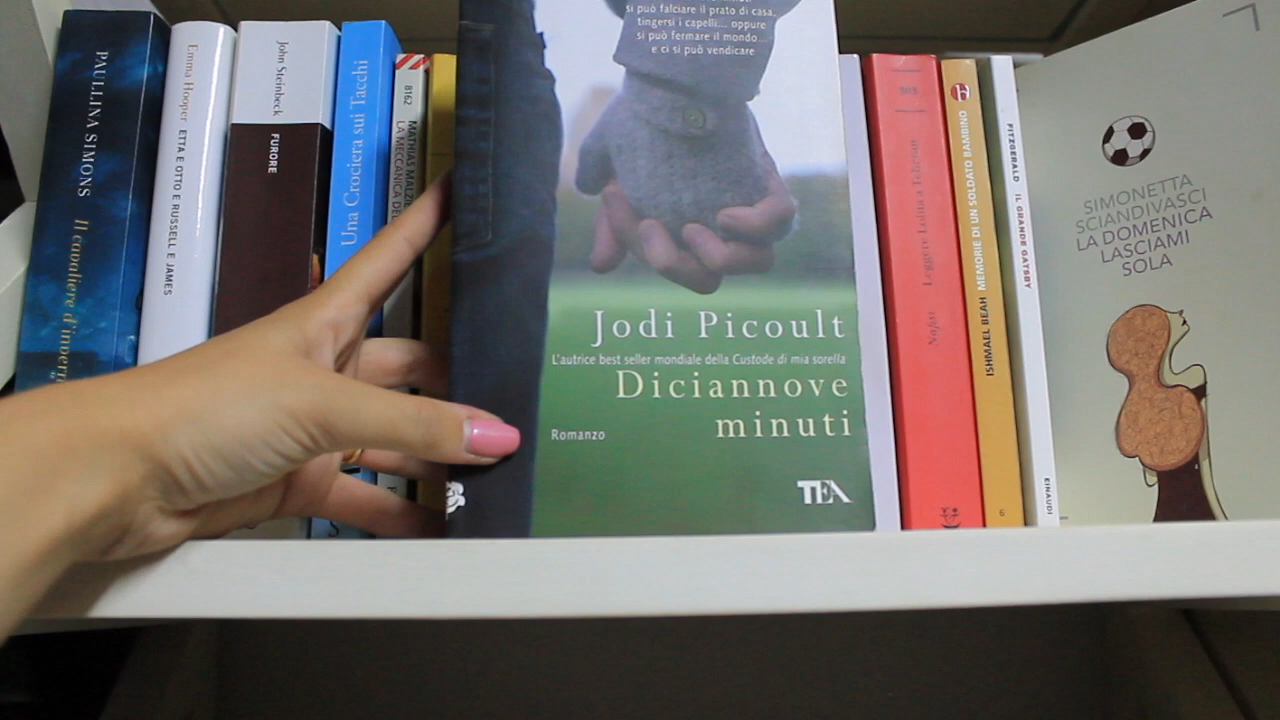 PAULLINA SIMONS Il cavaliere d'inverno
Emma Hooper ETTA E OTTO E RUSSELL E JAMES
John Steinbeck FURORE
Una Crociera sui Tacchi
8162
LA MECCANICA DEL
si può falciare il prato di casa,
tingersi i capelli... oppure
si può fermare il mondo...
e ci si può vendicare
Jodi Picoult
L'autrice best seller mondiale della Custode di mia sorella
Diciannove
minuti
Romanzo
TEA
Nafisi Leggere Lolita a Teheran
ISHMAEL BEAH MEMORIE DI UN SOLDATO BAMBINO
6
FITZGERALD IL GRANDE GATSBY
EINAUDI
SIMONETTA
SCIANDIVASCI
LA DOMENICA
LASCIAMI
SOLA